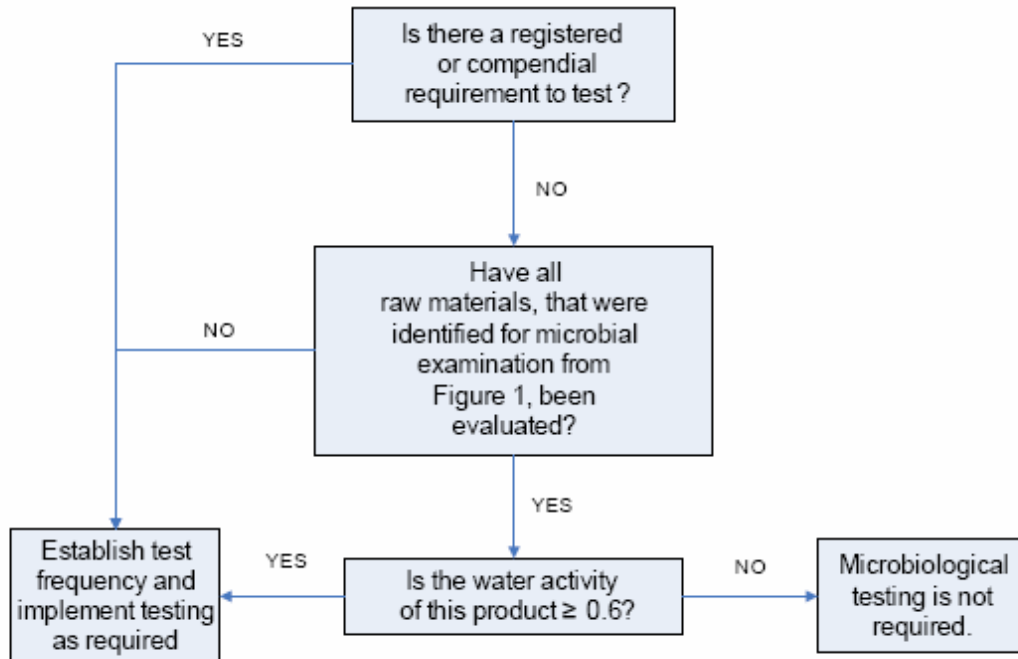 Is there a registered
or compendial
requirement to test ?
YES
NO
Have all
raw materials, that were
identified for microbial
examination from
Figure 1, been
evaluated?
NO
YES
Establish test
frequency and
implement testing
as required
YES
Is the water activity
of this product ≥ 0.6?
NO
Microbiological
testing is not
required.